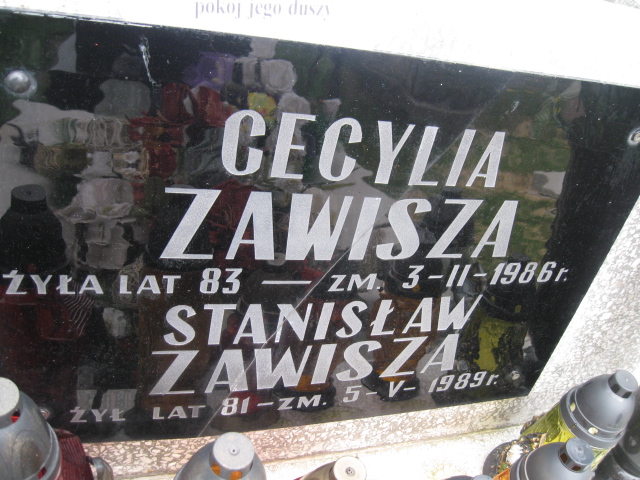 pokój jego duszy
CECYLIA
ZAWISZA
ŻYŁA LAT 83 — ZM. 3-II-1986 r.
STANISŁAW
ZAWISZA
ŻYŁ LAT 81 - ZM. 5-V-1989 r.